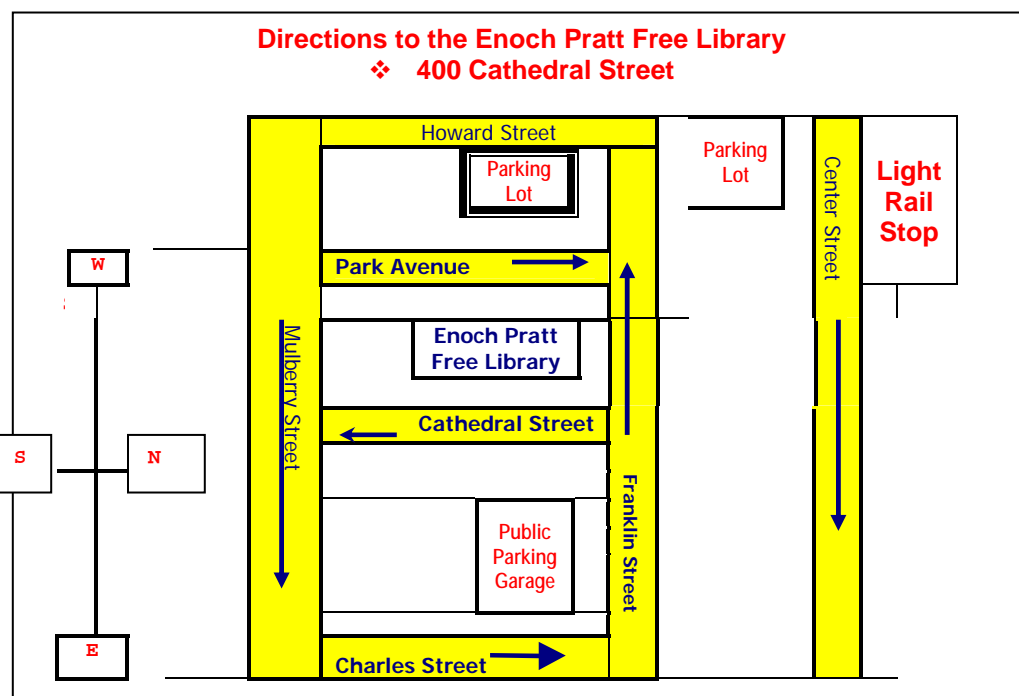 Directions to the Enoch Pratt Free Library
❖ 400 Cathedral Street
Howard Street
Parking
Lot
Parking
Lot
Center Street
Light
Rail
Stop
W
Park Avenue
Mulberry Street
Enoch Pratt
Free Library
Cathedral Street
S
N
Franklin Street
Public
Parking
Garage
E
Charles Street